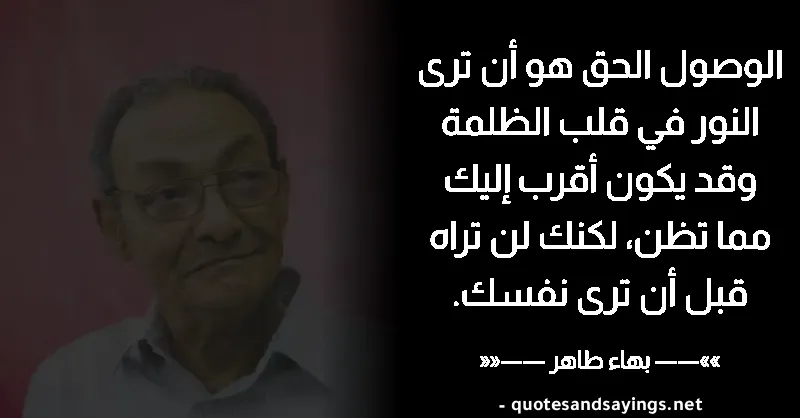 الوصول الحق هو أن ترى
النور في قلب الظلمة
وقد يكون أقرب إليك
مما تظن، لكنك لن تراه
قبل أن ترى نفسك.
»»—— بهاء طاهر ——««
- quotesandsayings.net